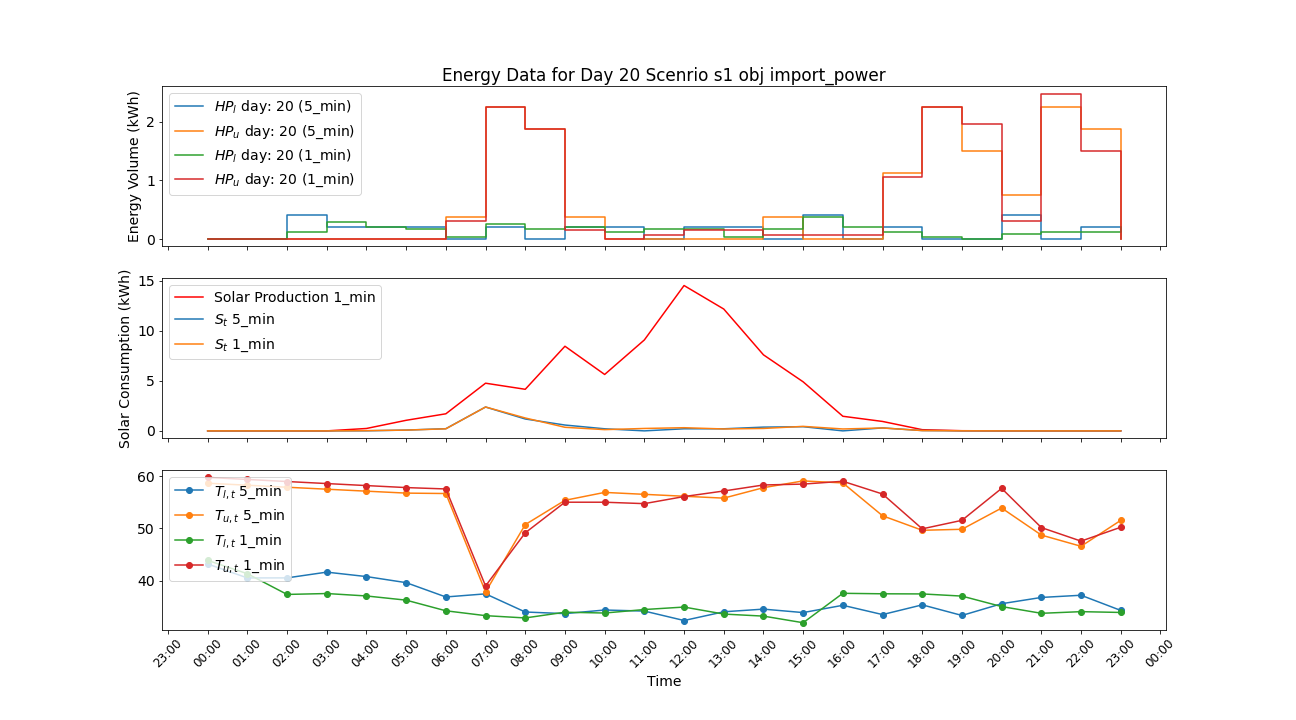 Energy Data for Day 20 Scenrio s1 obj import_power
Energy Volume (kWh)
2
1
0
HP_l day: 20 (5_min)
HP_u day: 20 (5_min)
HP_l day: 20 (1_min)
HP_u day: 20 (1_min)
Solar Consumption (kWh)
15
10
5
0
Solar Production 1_min
S_t 5_min
S_t 1_min
60
50
40
T_{l,t} 5_min
T_{u,t} 5_min
T_{l,t} 1_min
T_{u,t} 1_min
23:00 00:00 01:00 02:00 03:00 04:00 05:00 06:00 07:00 08:00 09:00 10:00 11:00 12:00 13:00 14:00 15:00 16:00 17:00 18:00 19:00 20:00 21:00 22:00 23:00 00:00
Time